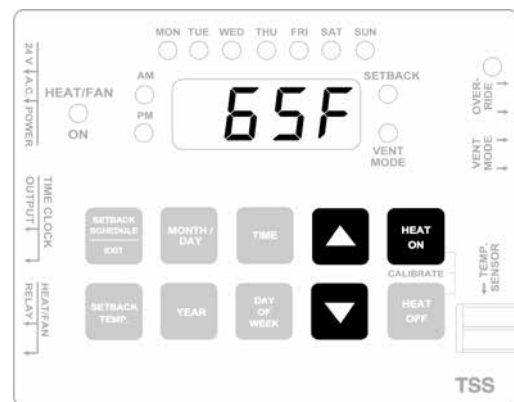 MON TUE WED THU FRI SAT SUN
24 V A.C. POWER
HEAT/FAN
ON
AM
PM
65F
SETBACK
VENT
MODE
OVER-
RIDE
VENT
MODE
TIME CLOCK
OUTPUT
SETBACK
SCHEDULE
EXIT
MONTH /
DAY
TIME
HEAT
ON
CALIBRATE
TEMP.
SENSOR
HEAT/FAN
RELAY
SETBACK
TEMP.
YEAR
DAY
OF
WEEK
HEAT
OFF
TSS